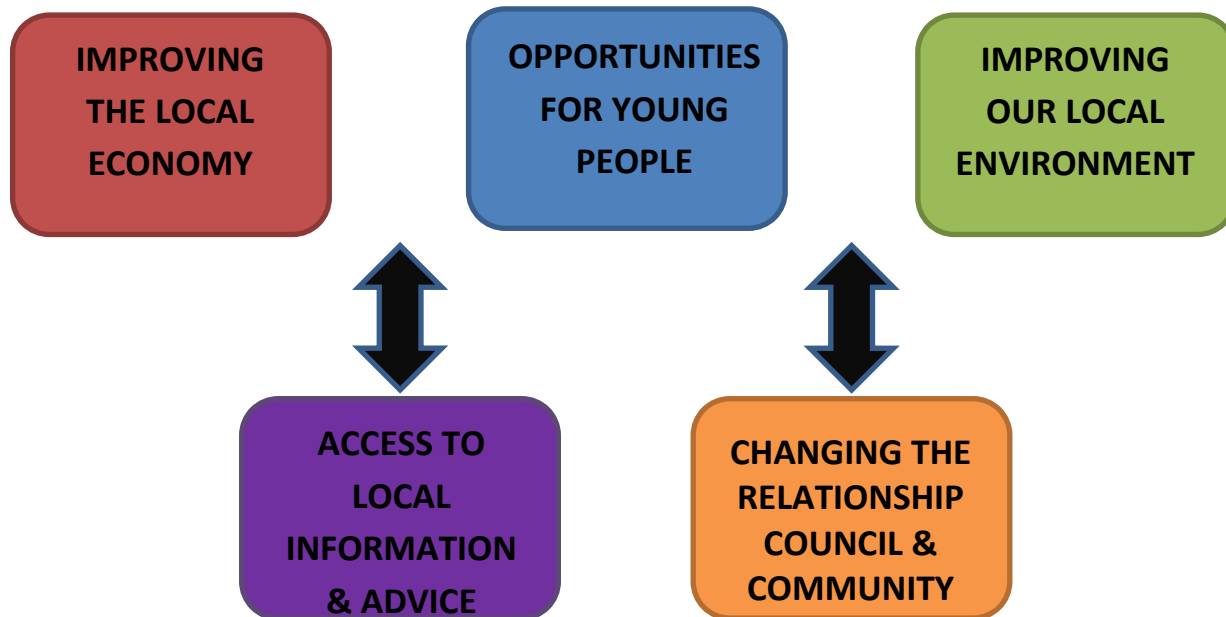 IMPROVING
THE LOCAL
ECONOMY
OPPORTUNITIES
FOR YOUNG
PEOPLE
IMPROVING
OUR LOCAL
ENVIRONMENT
ACCESS TO
LOCAL
INFORMATION
& ADVICE
CHANGING THE
RELATIONSHIP
COUNCIL &
COMMUNITY